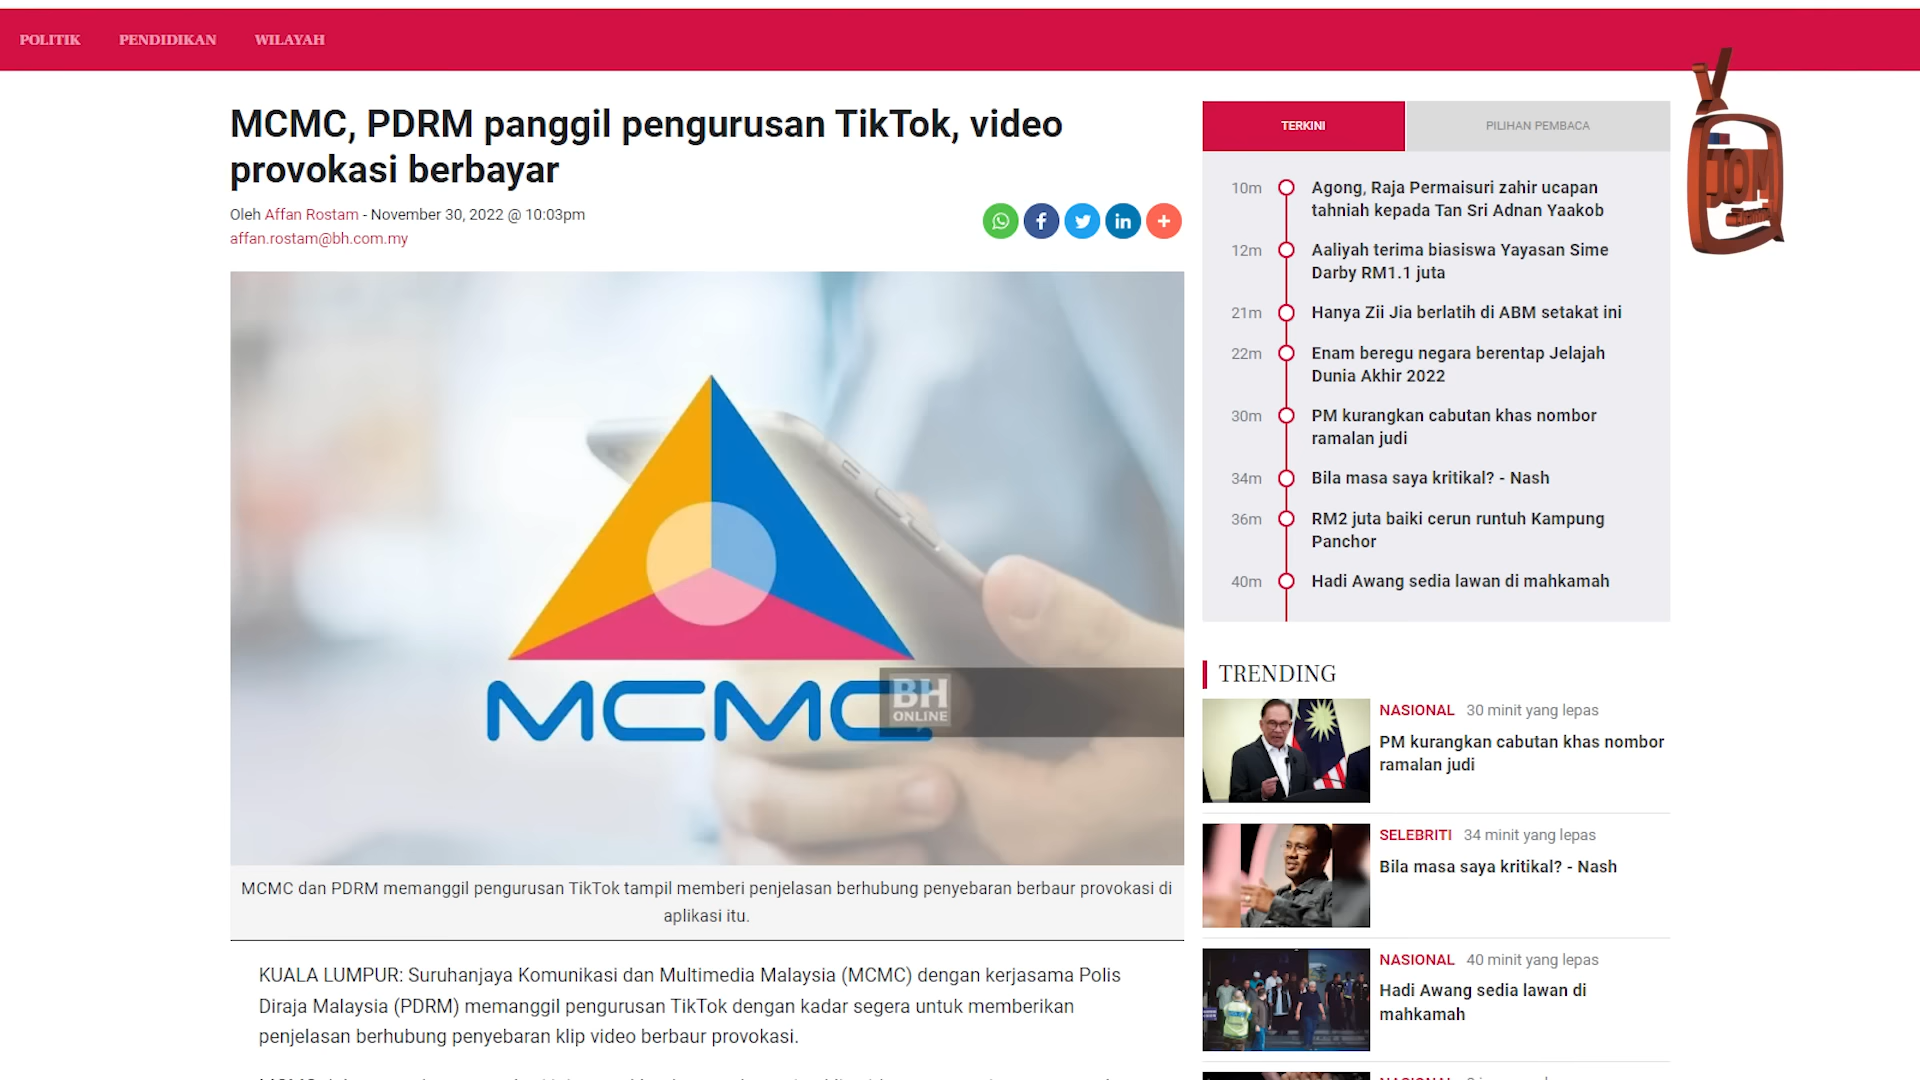 POLITIK PENDIDIKAN WILAYAH
MCMC, PDRM panggil pengurusan TikTok, video
provokasi berbayar
Oleh Affan Rostam - November 30, 2022 @ 10:03pm
affan.rostam@bh.com.my
MCMC
BH
ONLINE
MCMC dan PDRM memanggil pengurusan TikTok tampil memberi penjelasan berhubung penyebaran berbaur provokasi di
aplikasi itu.
KUALA LUMPUR: Suruhanjaya Komunikasi dan Multimedia Malaysia (MCMC) dengan kerjasama Polis
Diraja Malaysia (PDRM) memanggil pengurusan TikTok dengan kadar segera untuk memberikan
penjelasan berhubung penyebaran klip video berbaur provokasi.
TERKINI PILIHAN PEMBACA
10m Agong, Raja Permaisuri zahir ucapan
tahniah kepada Tan Sri Adnan Yaakob
12m Aaliyah terima biasiswa Yayasan Sime
Darby RM1.1 juta
21m Hanya Zii Jia berlatih di ABM setakat ini
22m Enam beregu negara berentap Jelajah
Dunia Akhir 2022
30m PM kurangkan cabutan khas nombor
ramalan judi
34m Bila masa saya kritikal? - Nash
36m RM2 juta baiki cerun runtuh Kampung
Panchor
40m Hadi Awang sedia lawan di mahkamah
TRENDING
NASIONAL 30 minit yang lepas
PM kurangkan cabutan khas nombor
ramalan judi
SELEBRITI 34 minit yang lepas
Bila masa saya kritikal? - Nash
NASIONAL 40 minit yang lepas
Hadi Awang sedia lawan di
mahkamah
JOM